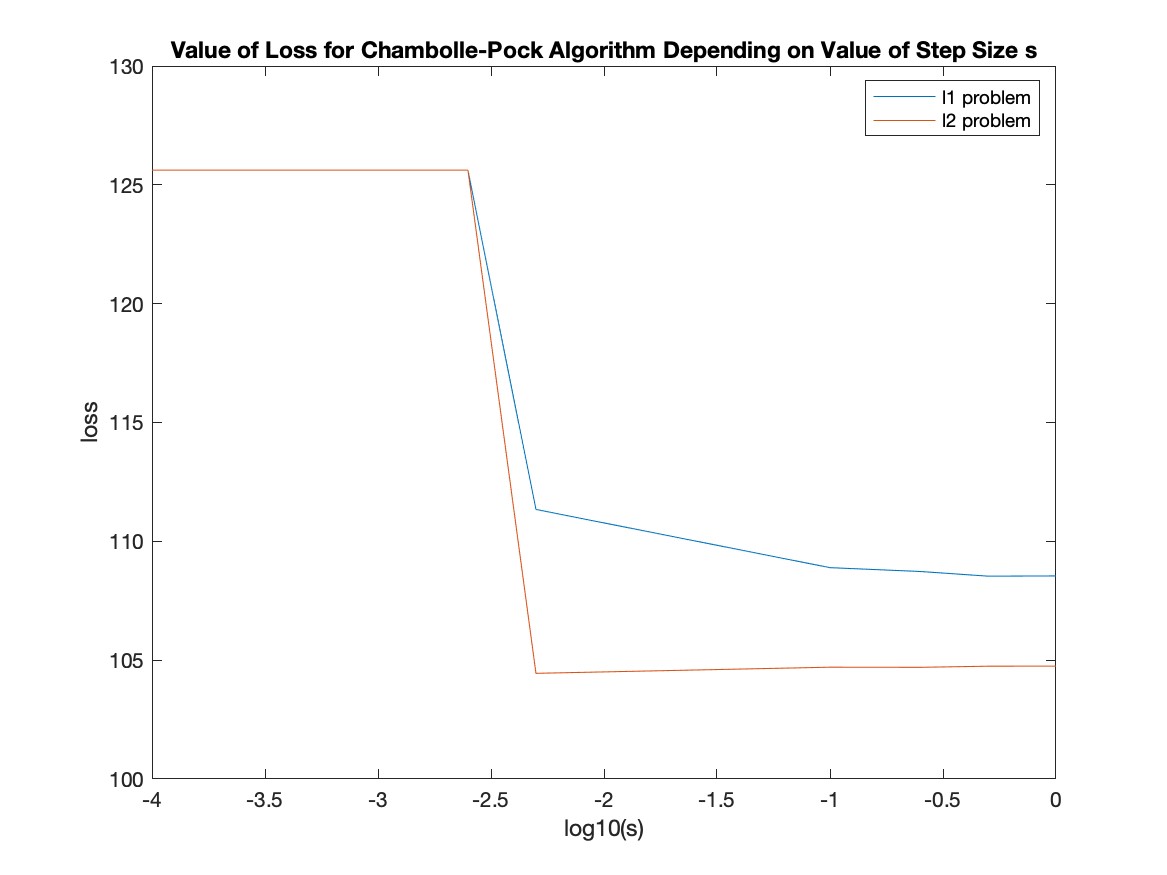 Value of Loss for Chambolle-Pock Algorithm Depending on Value of Step Size s
130
125
120
115
110
105
100
loss
l1 problem
l2 problem
-4 -3.5 -3 -2.5 -2 -1.5 -1 -0.5 0
log10(s)